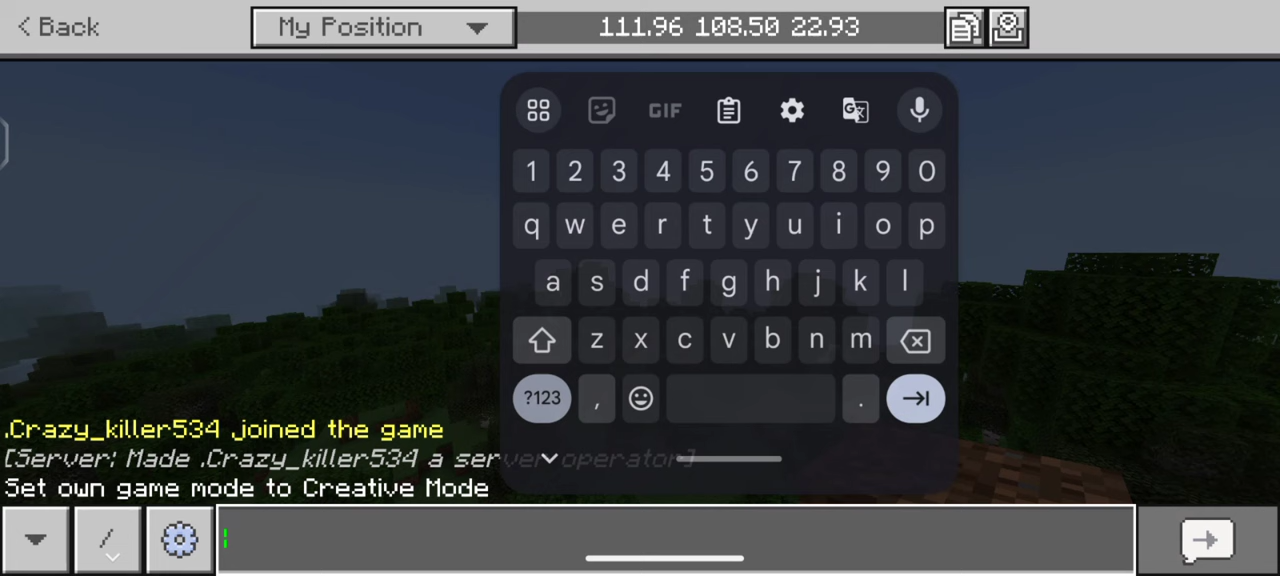 < Back
My Position
111.96 108.50 22.93
GIF
1 2 3 4 5 6 7 8 9 0
q w e r t y u i o p
a s d f g h j k l
z x c v b n m
?123 , .
.Crazy_killer534 joined the game
[Server: Made .Crazy_killer534 a server operator]
Set own game mode to Creative Mode
/